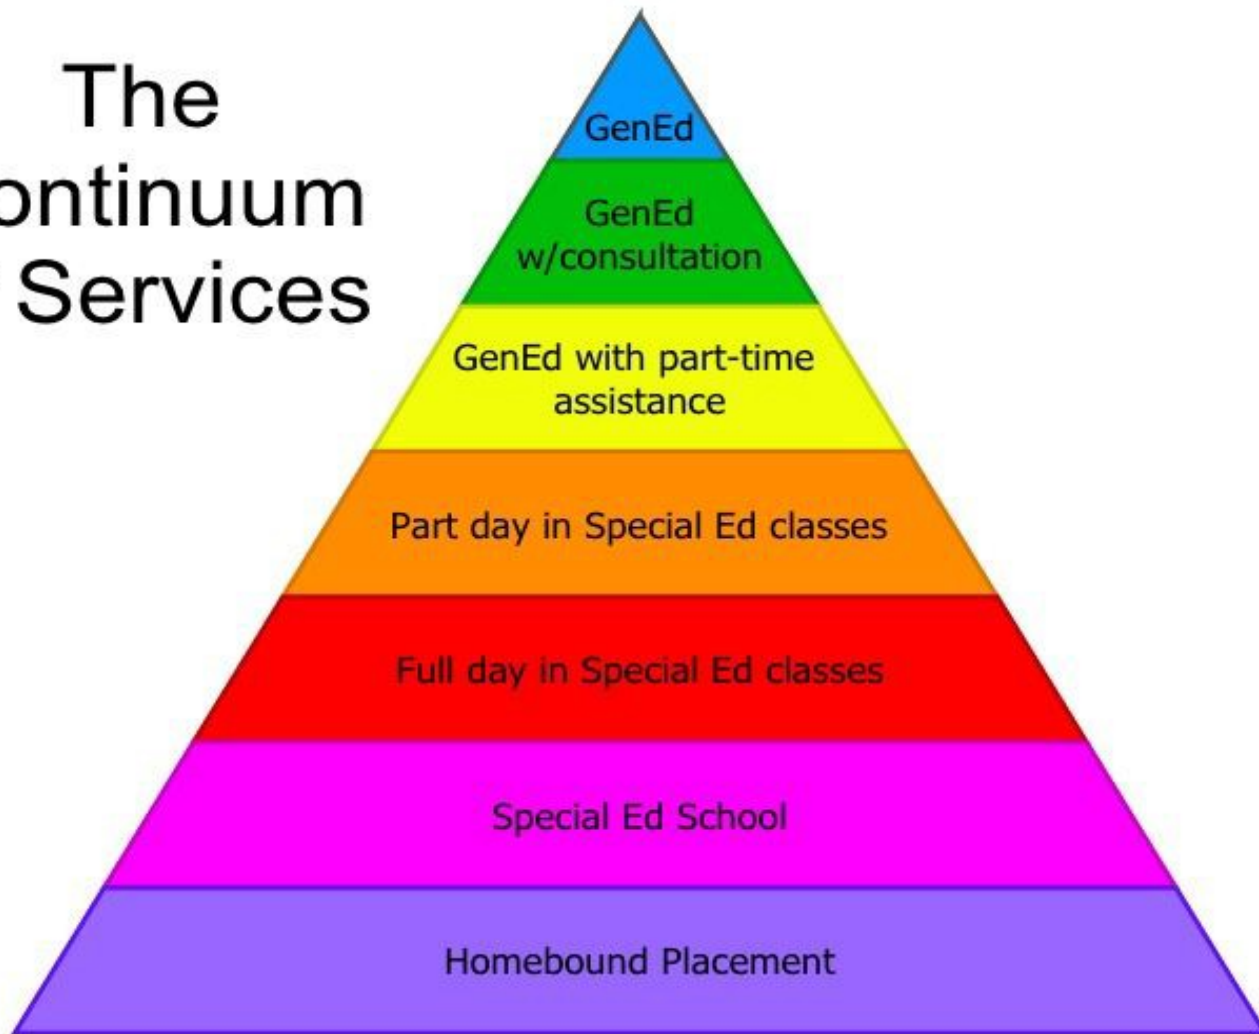 The
ontinuum
Services
GenEd
GenEd
w/consultation
GenEd with part-time
assistance
Part day in Special Ed classes
Full day in Special Ed classes
Special Ed School
Homebound Placement